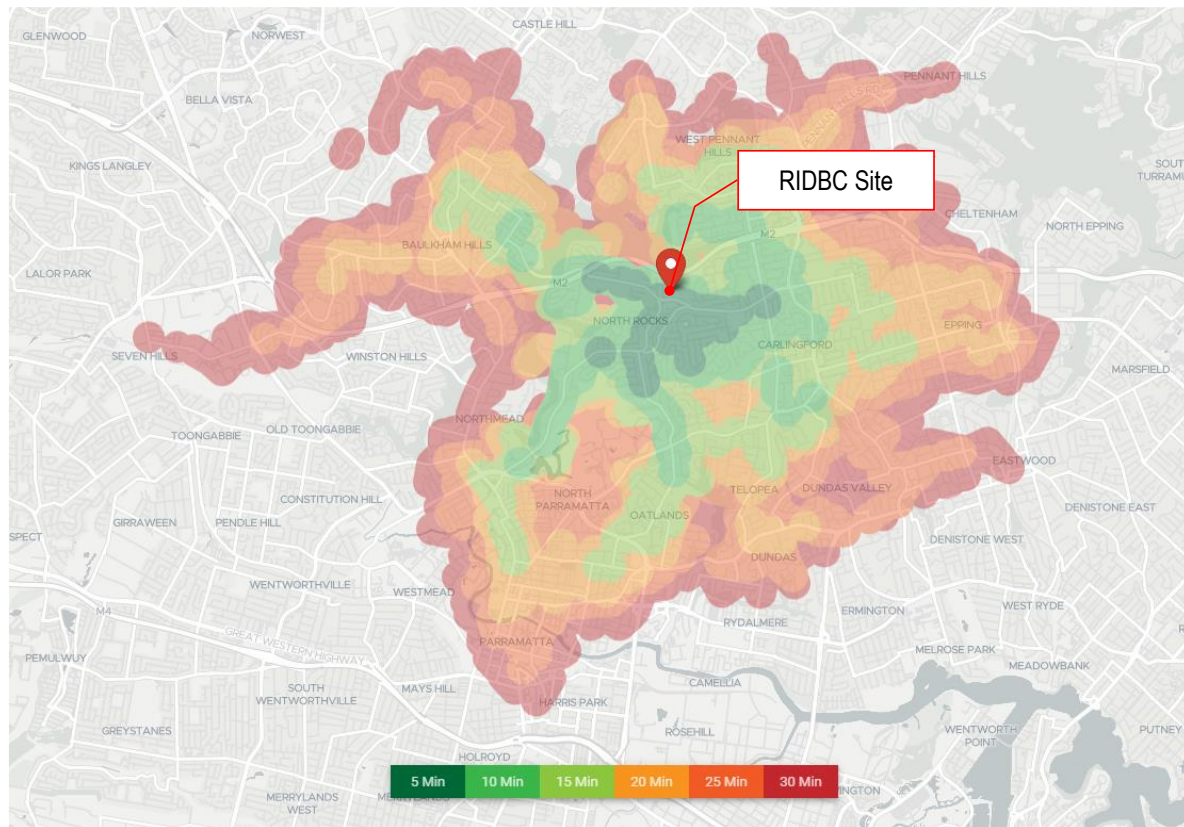 CASTLE HILL
GLENWOOD
NORWEST
PENNANT HILLS
BELLA VISTA
WEST PENNANT
HILLS
KINGS LANGLEY
SOUT
TURRAMUR
RIDBC Site
CHELTENHAM
NORTH EPPING
M2
BAULKHAM HILLS
LALOR PARK
M2
NORTH ROCKS
EPPING
CARLINGFORD
SEVEN HILLS
WINSTON HILLS
MARSFIELD
NORTHMEAD
TOONGABBIE
OLD TOONGABBIE
EASTWOOD
CONSTITUTION HILL
NORTH
PARRAMATTA
TELOPEA
DUNDAS VALLEY
OATLANDS
DENISTONE EAST
GIRRAWEEN
PENDLE HILL
SPECT
DENISTONE WEST
DUNDAS
WENTWORTHVILLE
WESTMEAD
M4
ERMINGTON
WEST RYDE
RYDALMERE
GREAT WESTERN HIGHWAY
PARRAMATTA
PEMULWUY
MELROSE PARK
MEADOWBANK
SOUTH
WENTWORTHVILLE
MAYS HILL
CAMELLIA
HARRIS PARK
GREYSTANES
ROSEHILL
WENTWORTH
POINT
PUTNEY
HOLROYD
5 Min 10 Min 15 Min 20 Min 25 Min 30 Min
MERRYLANDS
WEST